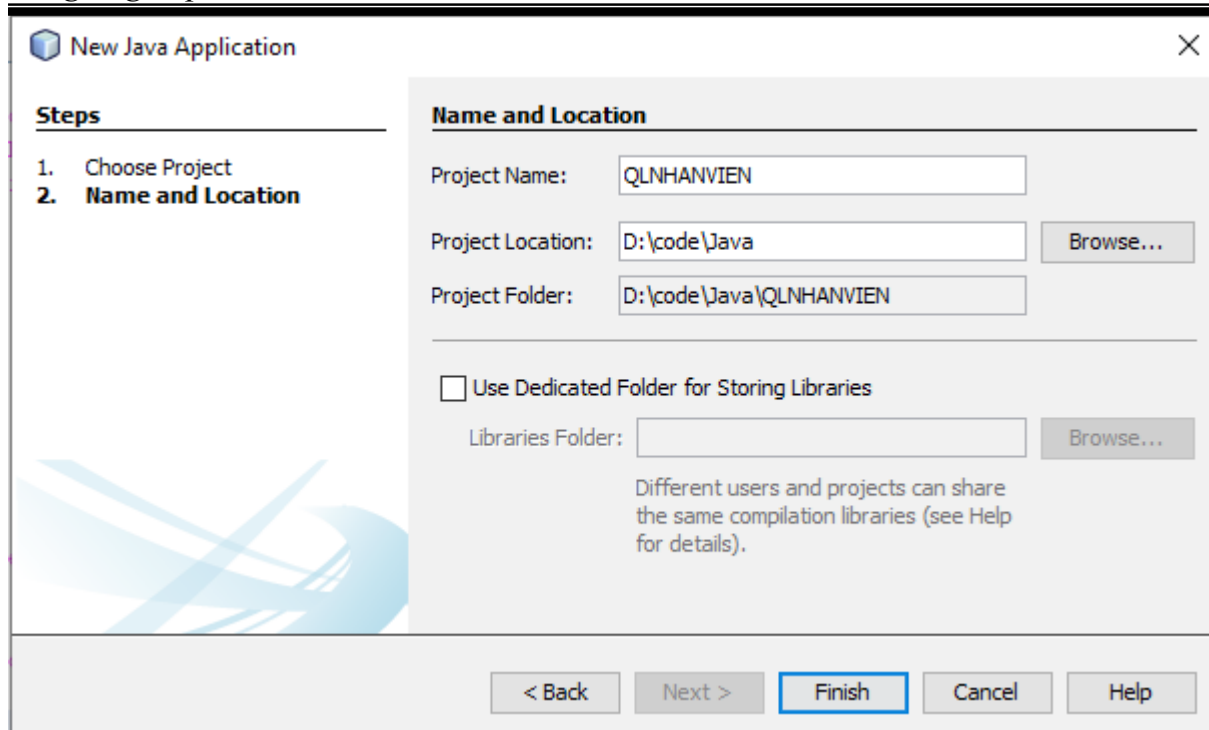 New Java Application
Steps
1. Choose Project
2. Name and Location
Name and Location
Project Name: QLNHANVIEN
Project Location: D:\code\Java Browse...
Project Folder: D:\code\Java\QLNHANVIEN
Use Dedicated Folder for Storing Libraries
Libraries Folder: Browse...
Different users and projects can share
the same compilation libraries (see Help
for details).
< Back Next > Finish Cancel Help